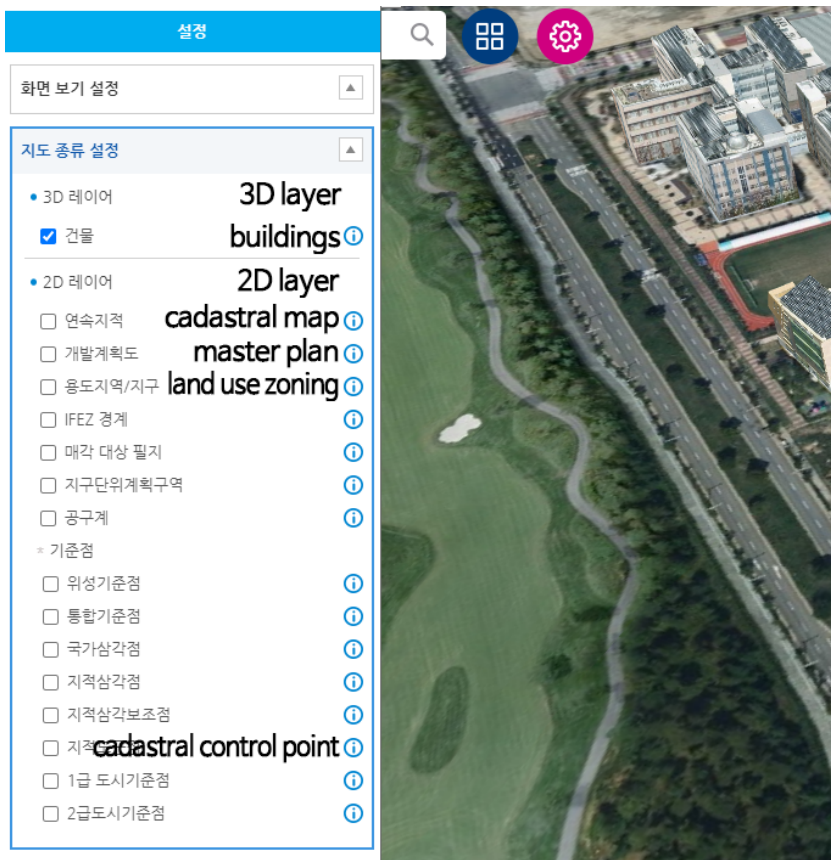 설정
화면 보기 설정
지도 종류 설정
3D 레이어 3D layer
건물 buildings
2D 레이어 2D layer
연속지적 cadastral map
개발계획도 master plan
용도지역/지구 land use zoning
IFEZ 경계
매각 대상 필지
지구단위계획구역
공구계
기준점
위성기준점
통합기준점
국가삼각점
지적삼각점
지적삼각보조점
cadastral control point
1급 도시기준점
2급도시기준점